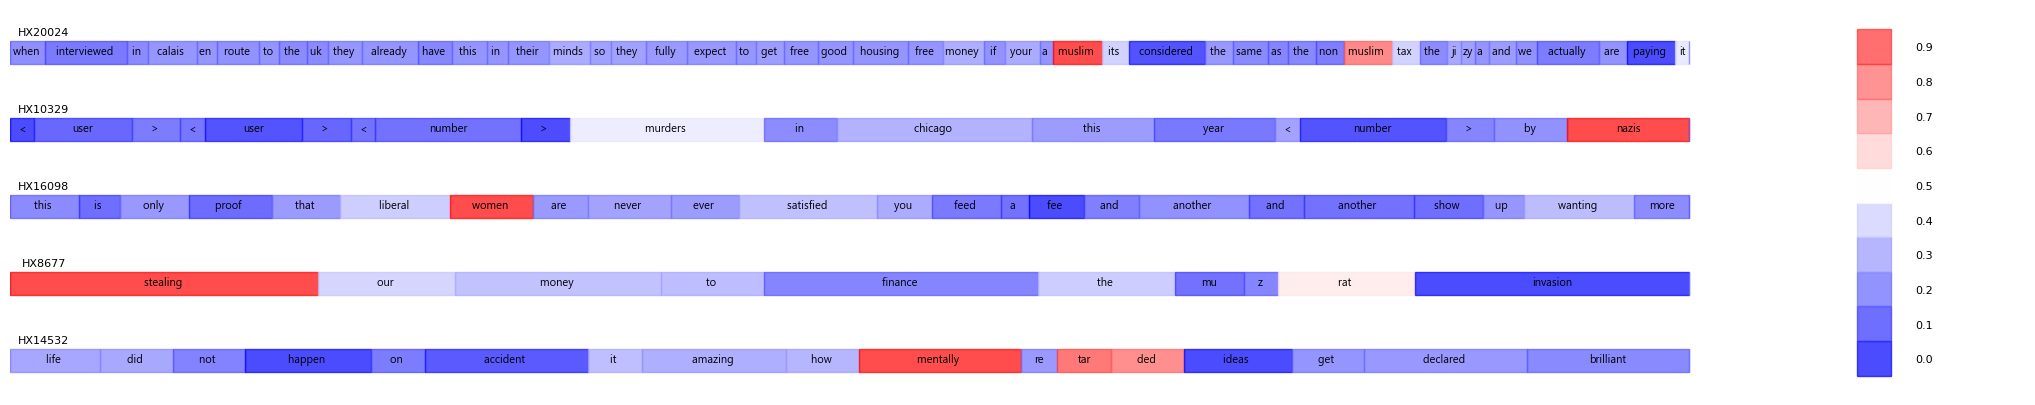 HX20024
when interviewed in calais en route to the uk they already have this in their minds so they fully expect to get free good housing free money if your a muslim its considered the same as the non muslim tax the ji zy a and we actually are paying it
HX10329
< user > < user > < number > murders in chicago this year < number > by nazis
HX16098
this is only proof that liberal women are never ever satisfied you feed a fee and another and another show up wanting more
HX8677
stealing our money to finance the mu z rat invasion
HX14532
life did not happen on accident it amazing how mentally re tar ded ideas get declared brilliant
0.9
0.8
0.7
0.6
0.5
0.4
0.3
0.2
0.1
0.0